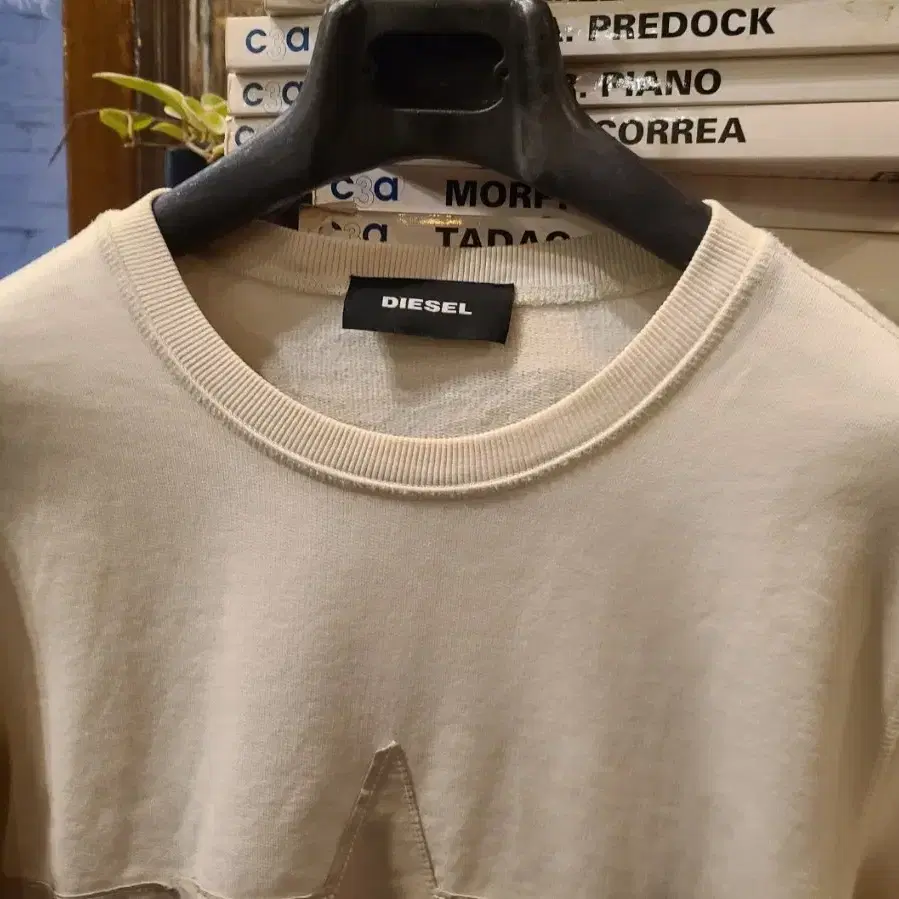 c3a . PREDOCK
c3a R. PIANO
CORREA
c3a
c3a
DIESEL